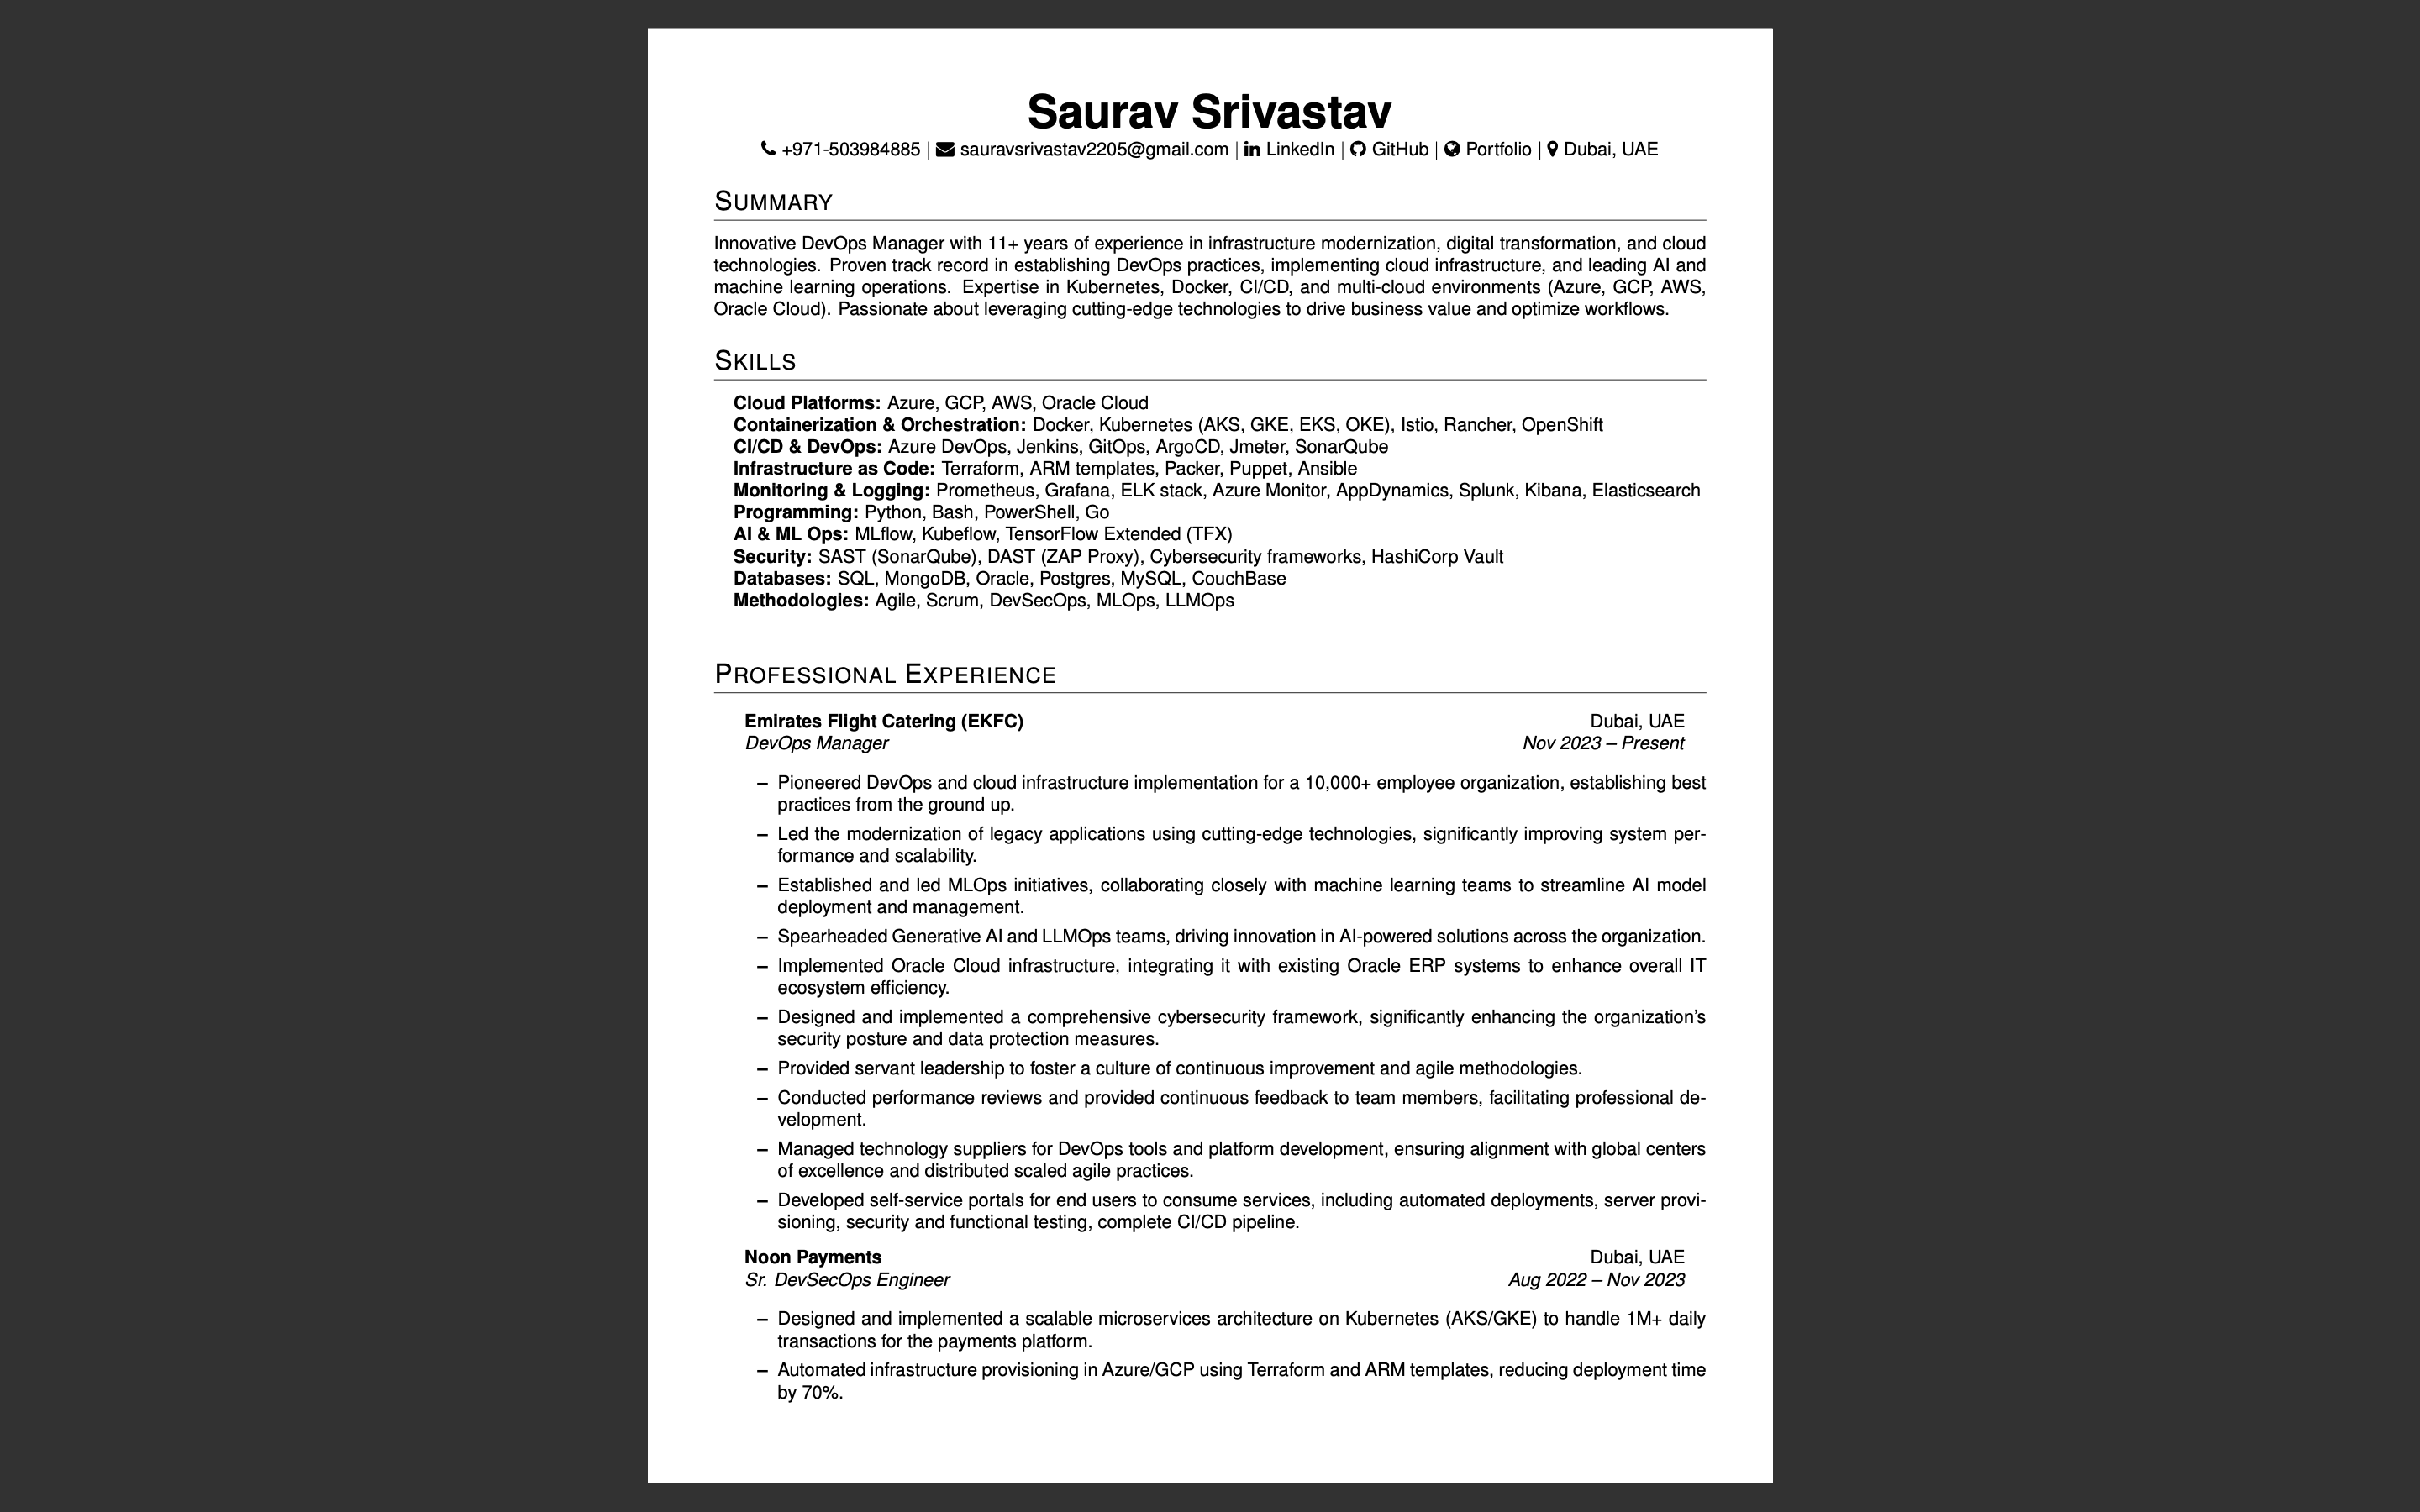 Saurav Srivastav
+971-503984885 | sauravsrivastav2205@gmail.com | LinkedIn | GitHub | Portfolio | Dubai, UAE
SUMMARY
Innovative DevOps Manager with 11+ years of experience in infrastructure modernization, digital transformation, and cloud
technologies. Proven track record in establishing DevOps practices, implementing cloud infrastructure, and leading AI and
machine learning operations. Expertise in Kubernetes, Docker, CI/CD, and multi-cloud environments (Azure, GCP, AWS,
Oracle Cloud). Passionate about leveraging cutting-edge technologies to drive business value and optimize workflows.
SKILLS
Cloud Platforms: Azure, GCP, AWS, Oracle Cloud
Containerization & Orchestration: Docker, Kubernetes (AKS, GKE, EKS, OKE), Istio, Rancher, OpenShift
CI/CD & DevOps: Azure DevOps, Jenkins, GitOps, ArgoCD, Jmeter, SonarQube
Infrastructure as Code: Terraform, ARM templates, Packer, Puppet, Ansible
Monitoring & Logging: Prometheus, Grafana, ELK stack, Azure Monitor, AppDynamics, Splunk, Kibana, Elasticsearch
Programming: Python, Bash, PowerShell, Go
AI & ML Ops: MLflow, Kubeflow, TensorFlow Extended (TFX)
Security: SAST (SonarQube), DAST (ZAP Proxy), Cybersecurity frameworks, HashiCorp Vault
Databases: SQL, MongoDB, Oracle, Postgres, MySQL, CouchBase
Methodologies: Agile, Scrum, DevSecOps, MLOps, LLMOps
PROFESSIONAL EXPERIENCE
Emirates Flight Catering (EKFC) Dubai, UAE
DevOps Manager Nov 2023 – Present
– Pioneered DevOps and cloud infrastructure implementation for a 10,000+ employee organization, establishing best
practices from the ground up.
– Led the modernization of legacy applications using cutting-edge technologies, significantly improving system per-
formance and scalability.
– Established and led MLOps initiatives, collaborating closely with machine learning teams to streamline AI model
deployment and management.
– Spearheaded Generative AI and LLMOps teams, driving innovation in AI-powered solutions across the organization.
– Implemented Oracle Cloud infrastructure, integrating it with existing Oracle ERP systems to enhance overall IT
ecosystem efficiency.
– Designed and implemented a comprehensive cybersecurity framework, significantly enhancing the organization's
security posture and data protection measures.
– Provided servant leadership to foster a culture of continuous improvement and agile methodologies.
– Conducted performance reviews and provided continuous feedback to team members, facilitating professional de-
velopment.
– Managed technology suppliers for DevOps tools and platform development, ensuring alignment with global centers
of excellence and distributed scaled agile practices.
– Developed self-service portals for end users to consume services, including automated deployments, server provi-
sioning, security and functional testing, complete CI/CD pipeline.
Noon Payments Dubai, UAE
Sr. DevSecOps Engineer Aug 2022 – Nov 2023
– Designed and implemented a scalable microservices architecture on Kubernetes (AKS/GKE) to handle 1M+ daily
transactions for the payments platform.
– Automated infrastructure provisioning in Azure/GCP using Terraform and ARM templates, reducing deployment time
by 70%.